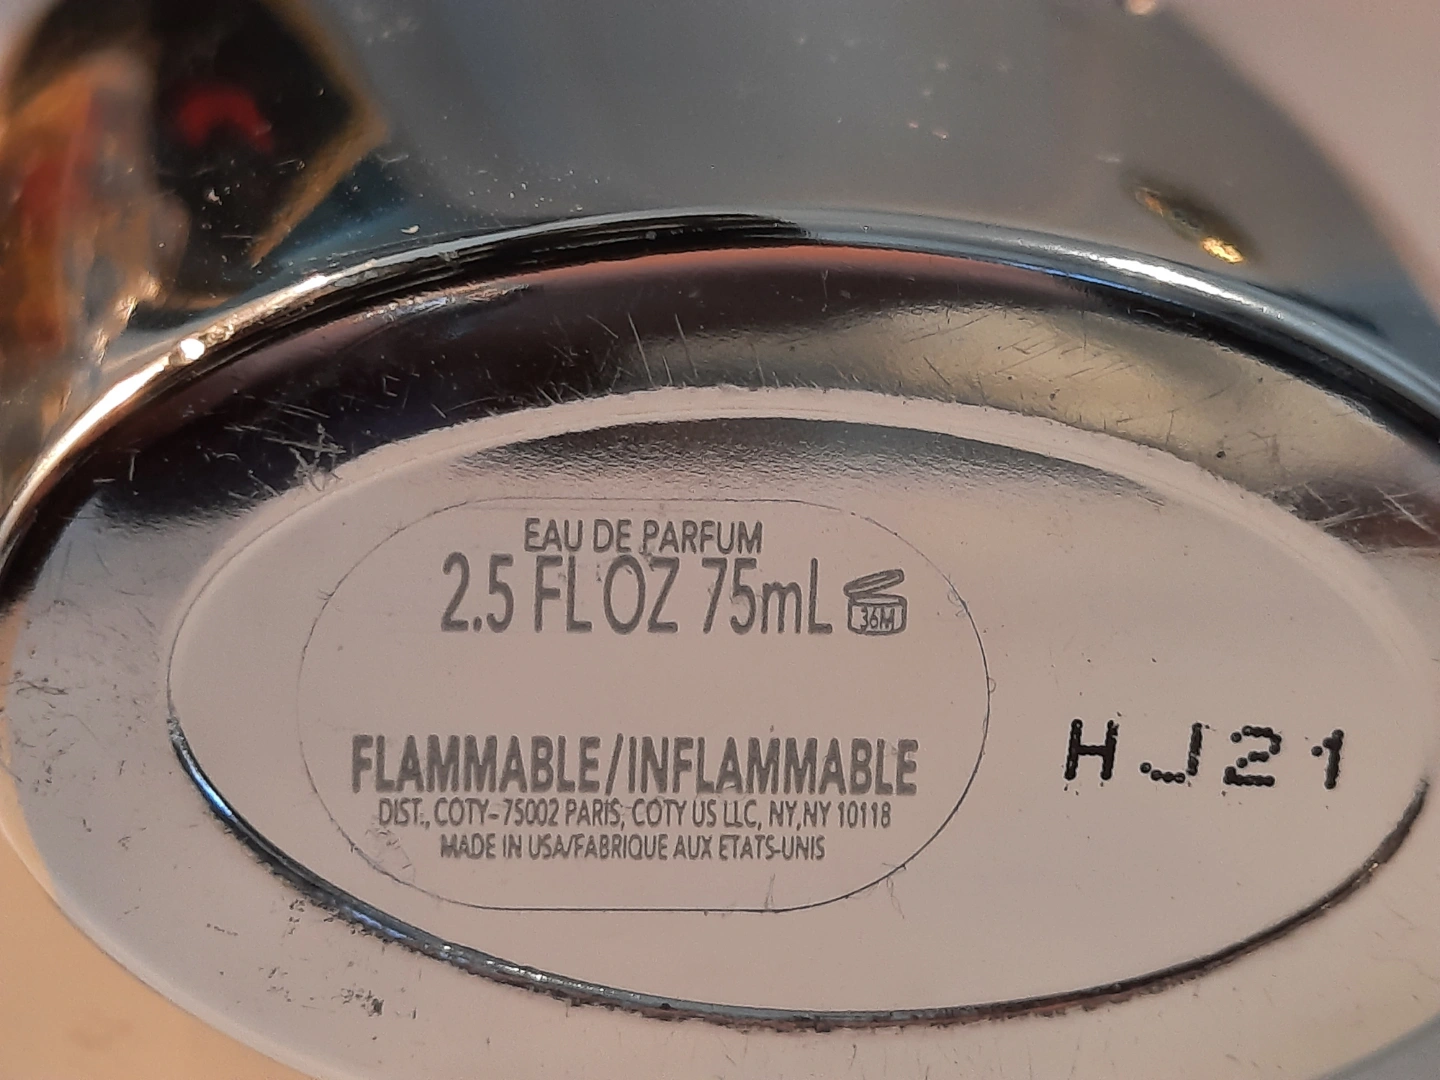 EAU DE PARFUM
2.5 FL OZ 75mL 36M
FLAMMABLE/INFLAMMABLE
DIST., COTY-75002 PARIS, COTY US LLC, NY,NY 10118
MADE IN USA/FABRIQUE AUX ETATS-UNIS
HJ21